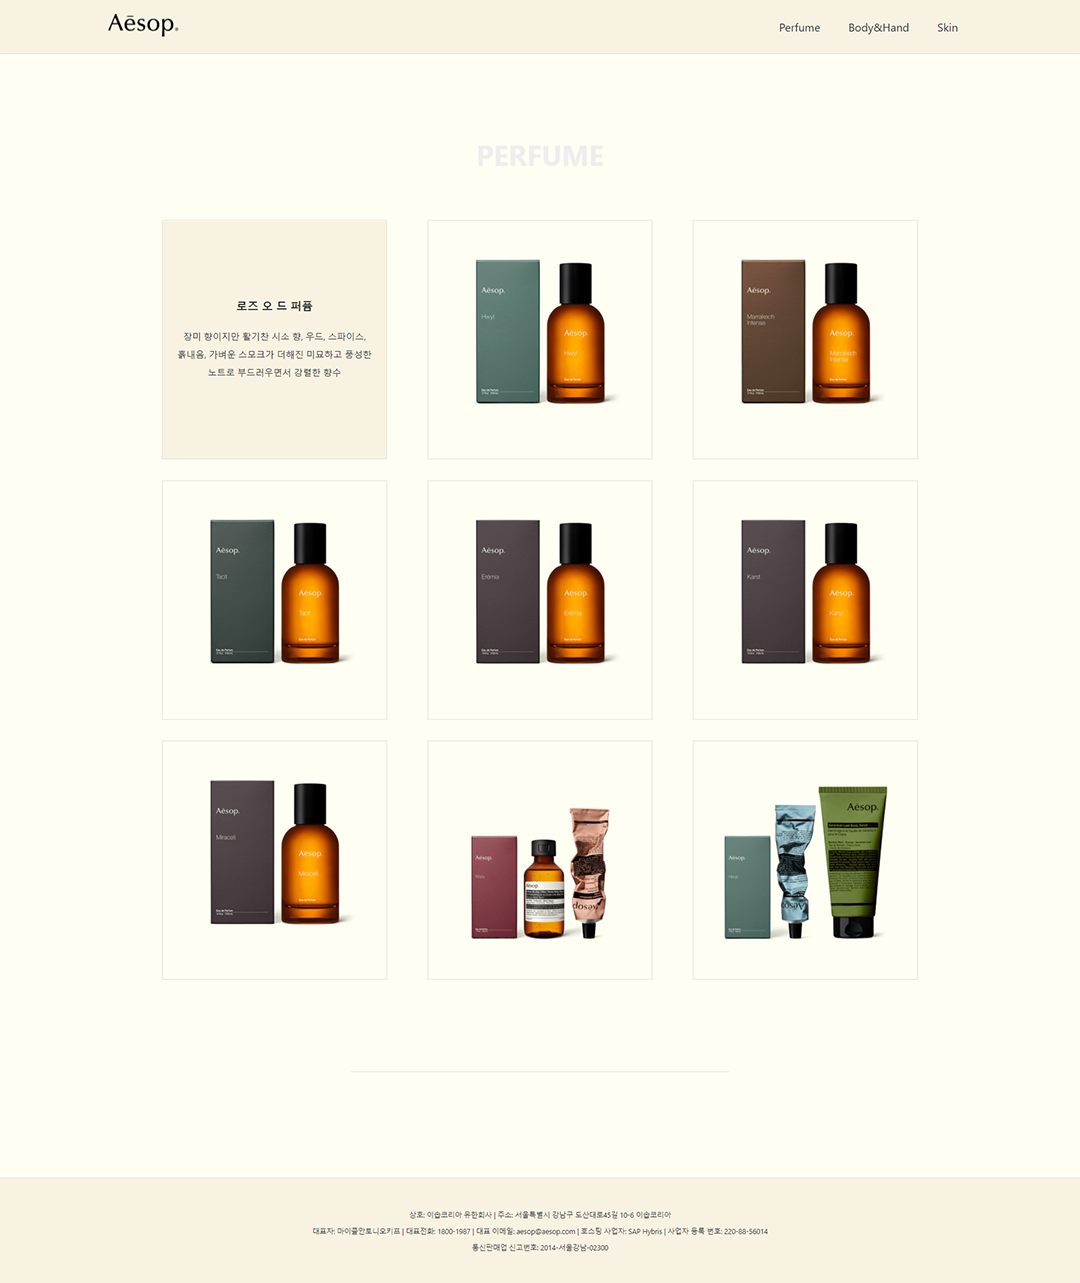 Aēsop.
Perfume
Body&Hand
Skin
PERFUME
로즈 오 드 퍼퓸
장미 향이지만 활기찬 시소 향, 우드, 스파이스,
흙내음, 가벼운 스모크가 더해진 미묘하고 풍성한
노트로 부드러우면서 강렬한 향수
Aēsop.
Hwyl
Aēsop.
Hwyl
Aēsop.
Marrakech
Intense
Aēsop.
Marrakech
Intense
Aēsop.
Tacit
Aēsop.
Tacit
Aēsop.
Erémia
Aēsop.
Erémia
Aēsop.
Karst
Aēsop.
Karst
Aēsop.
Miraceti
Aēsop.
Miraceti
Aēsop.
Aēsop.
Aēsop.
Aēsop.
Hwyl
Aēsop.
Aēsop.
상호: 이솝코리아 유한회사 | 주소: 서울특별시 강남구 도산대로45길 10-6 이솝코리아
대표자: 마이클안토니오키프 | 대표전화: 1800-1987 | 대표 이메일: aesop@aesop.com | 호스팅 사업자: SAP Hybris | 사업자 등록 번호: 220-88-56014
통신판매업 신고번호: 2014-서울강남-02300